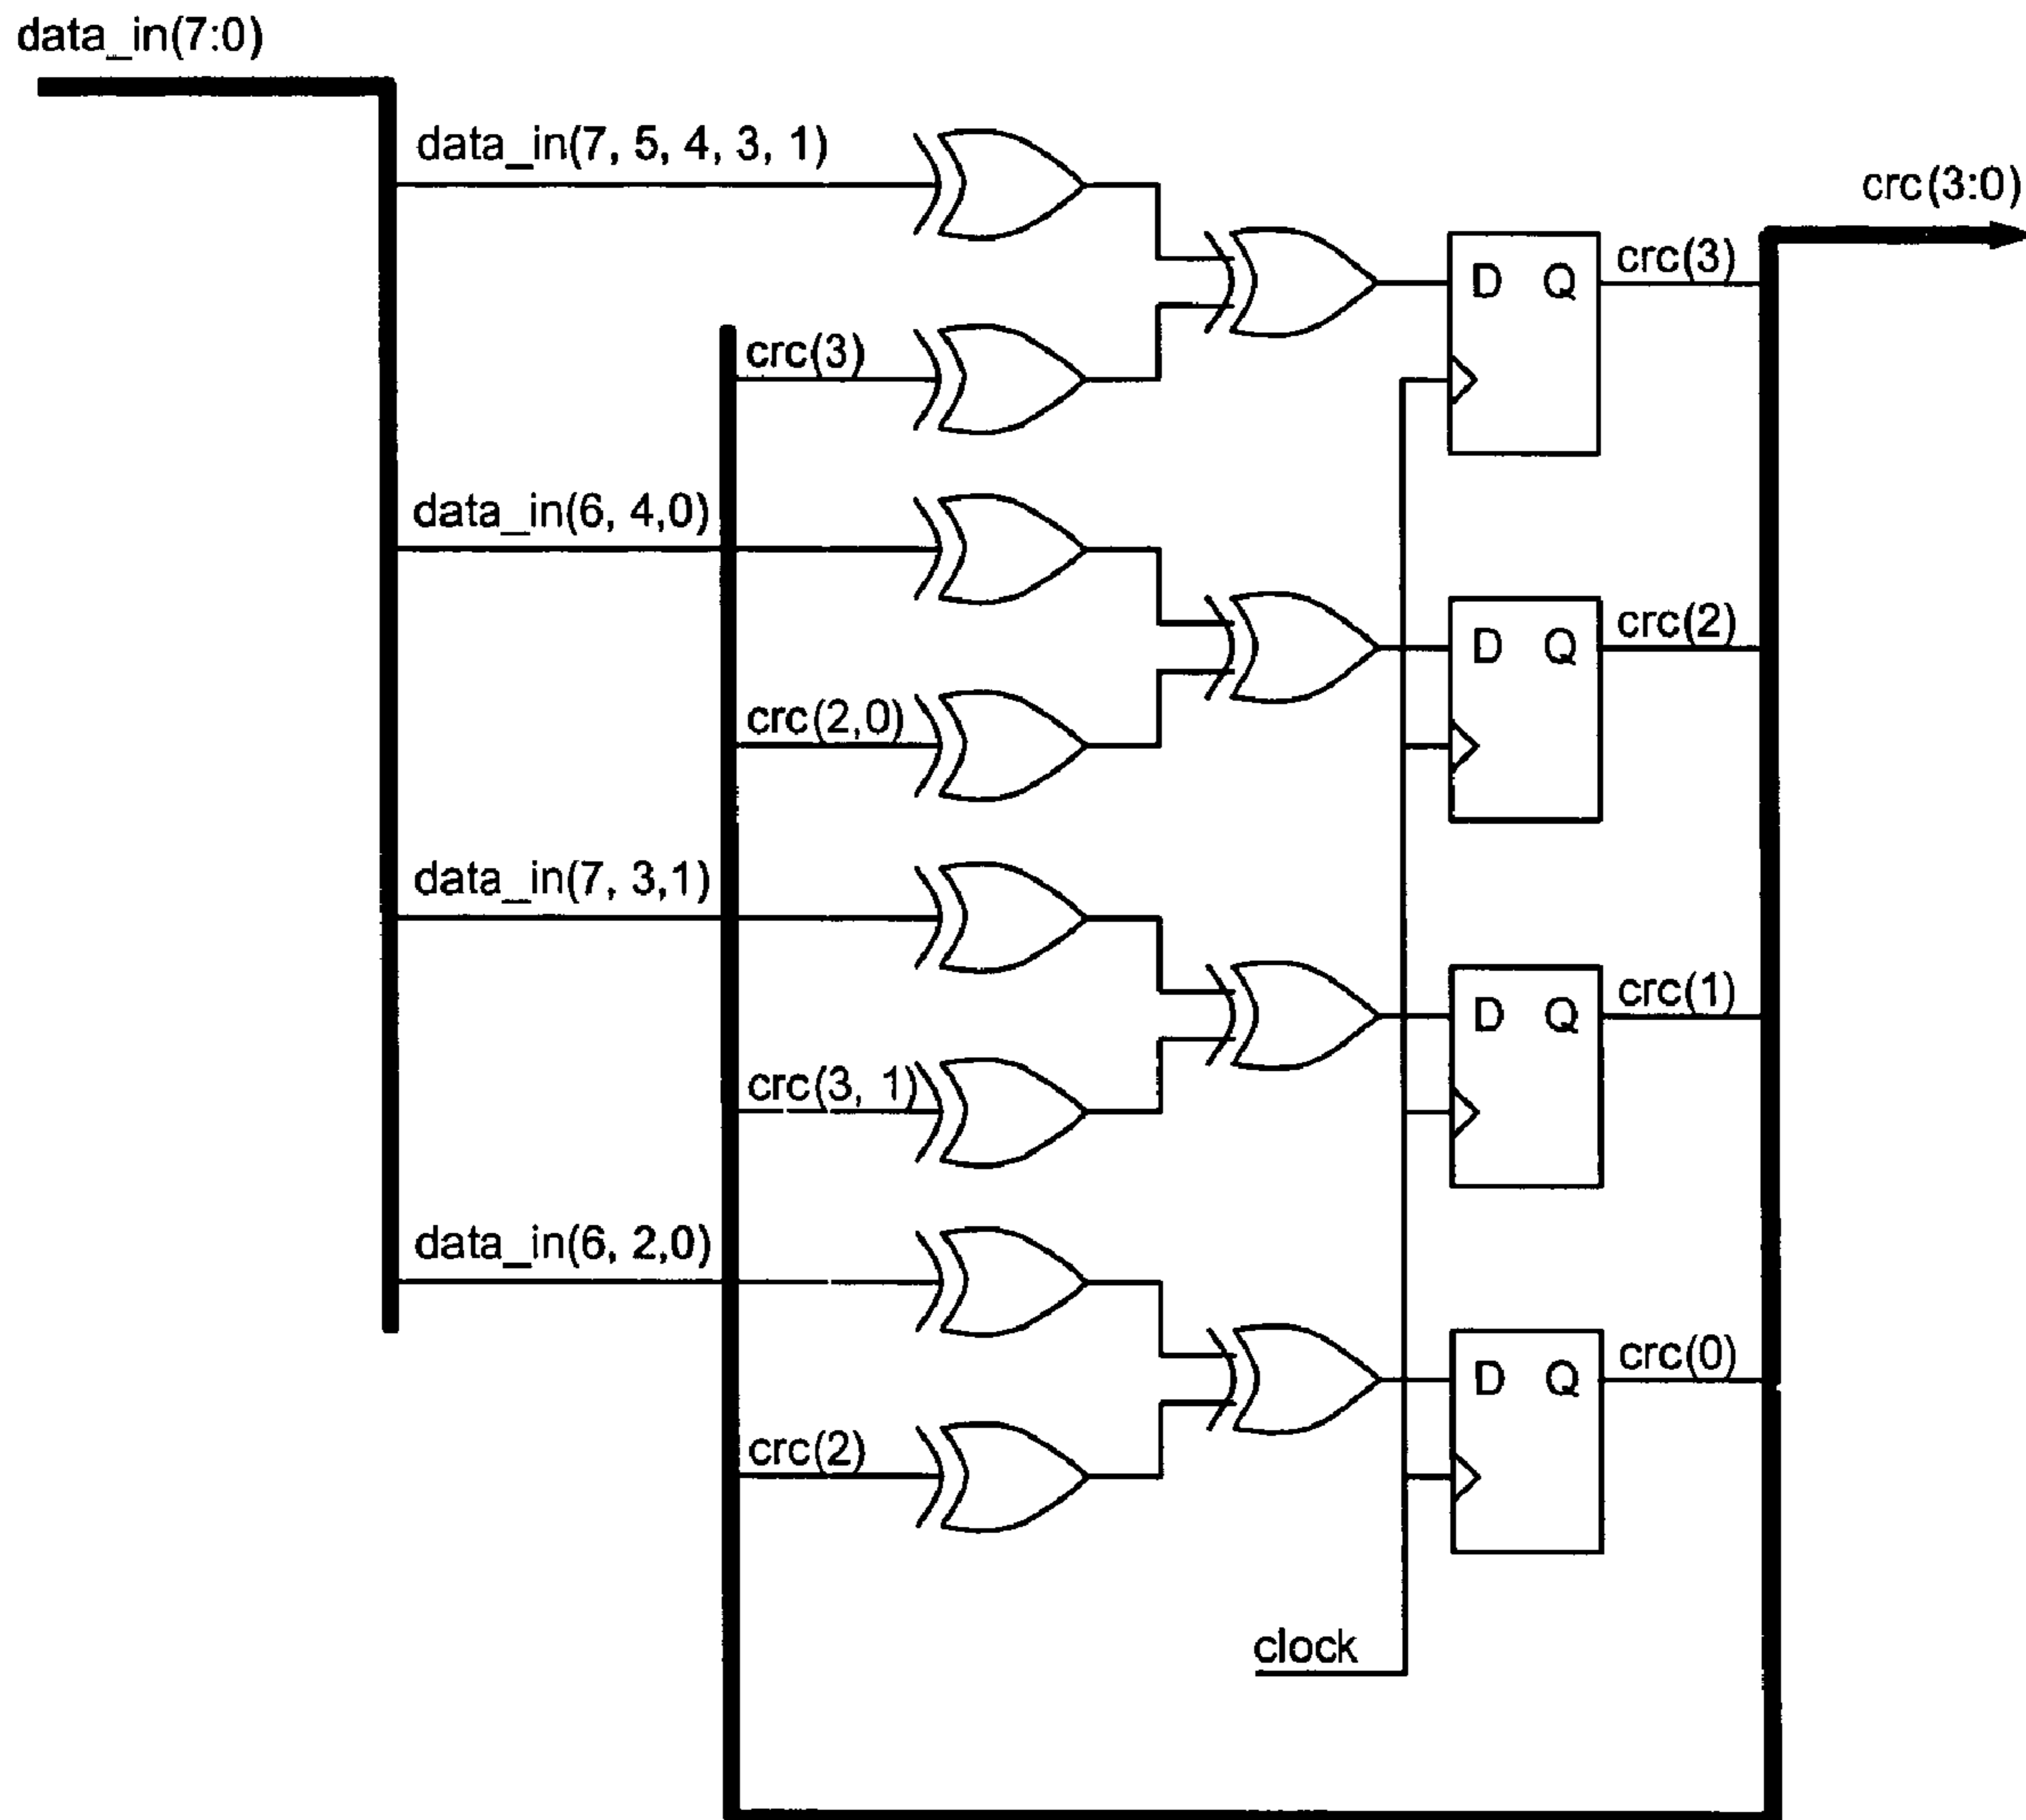 data_in(7:0)
data_in(7, 5, 4, 3, 1)
crc(3:0)
D Q
crc(3)
crc(3)
data_in(6, 4,0)
D Q
crc(2)
crc(2,0)
data_in(7, 3,1)
D Q
crc(1)
crc(3, 1)
data_in(6, 2,0)
D Q
crc(0)
crc(2)
clock